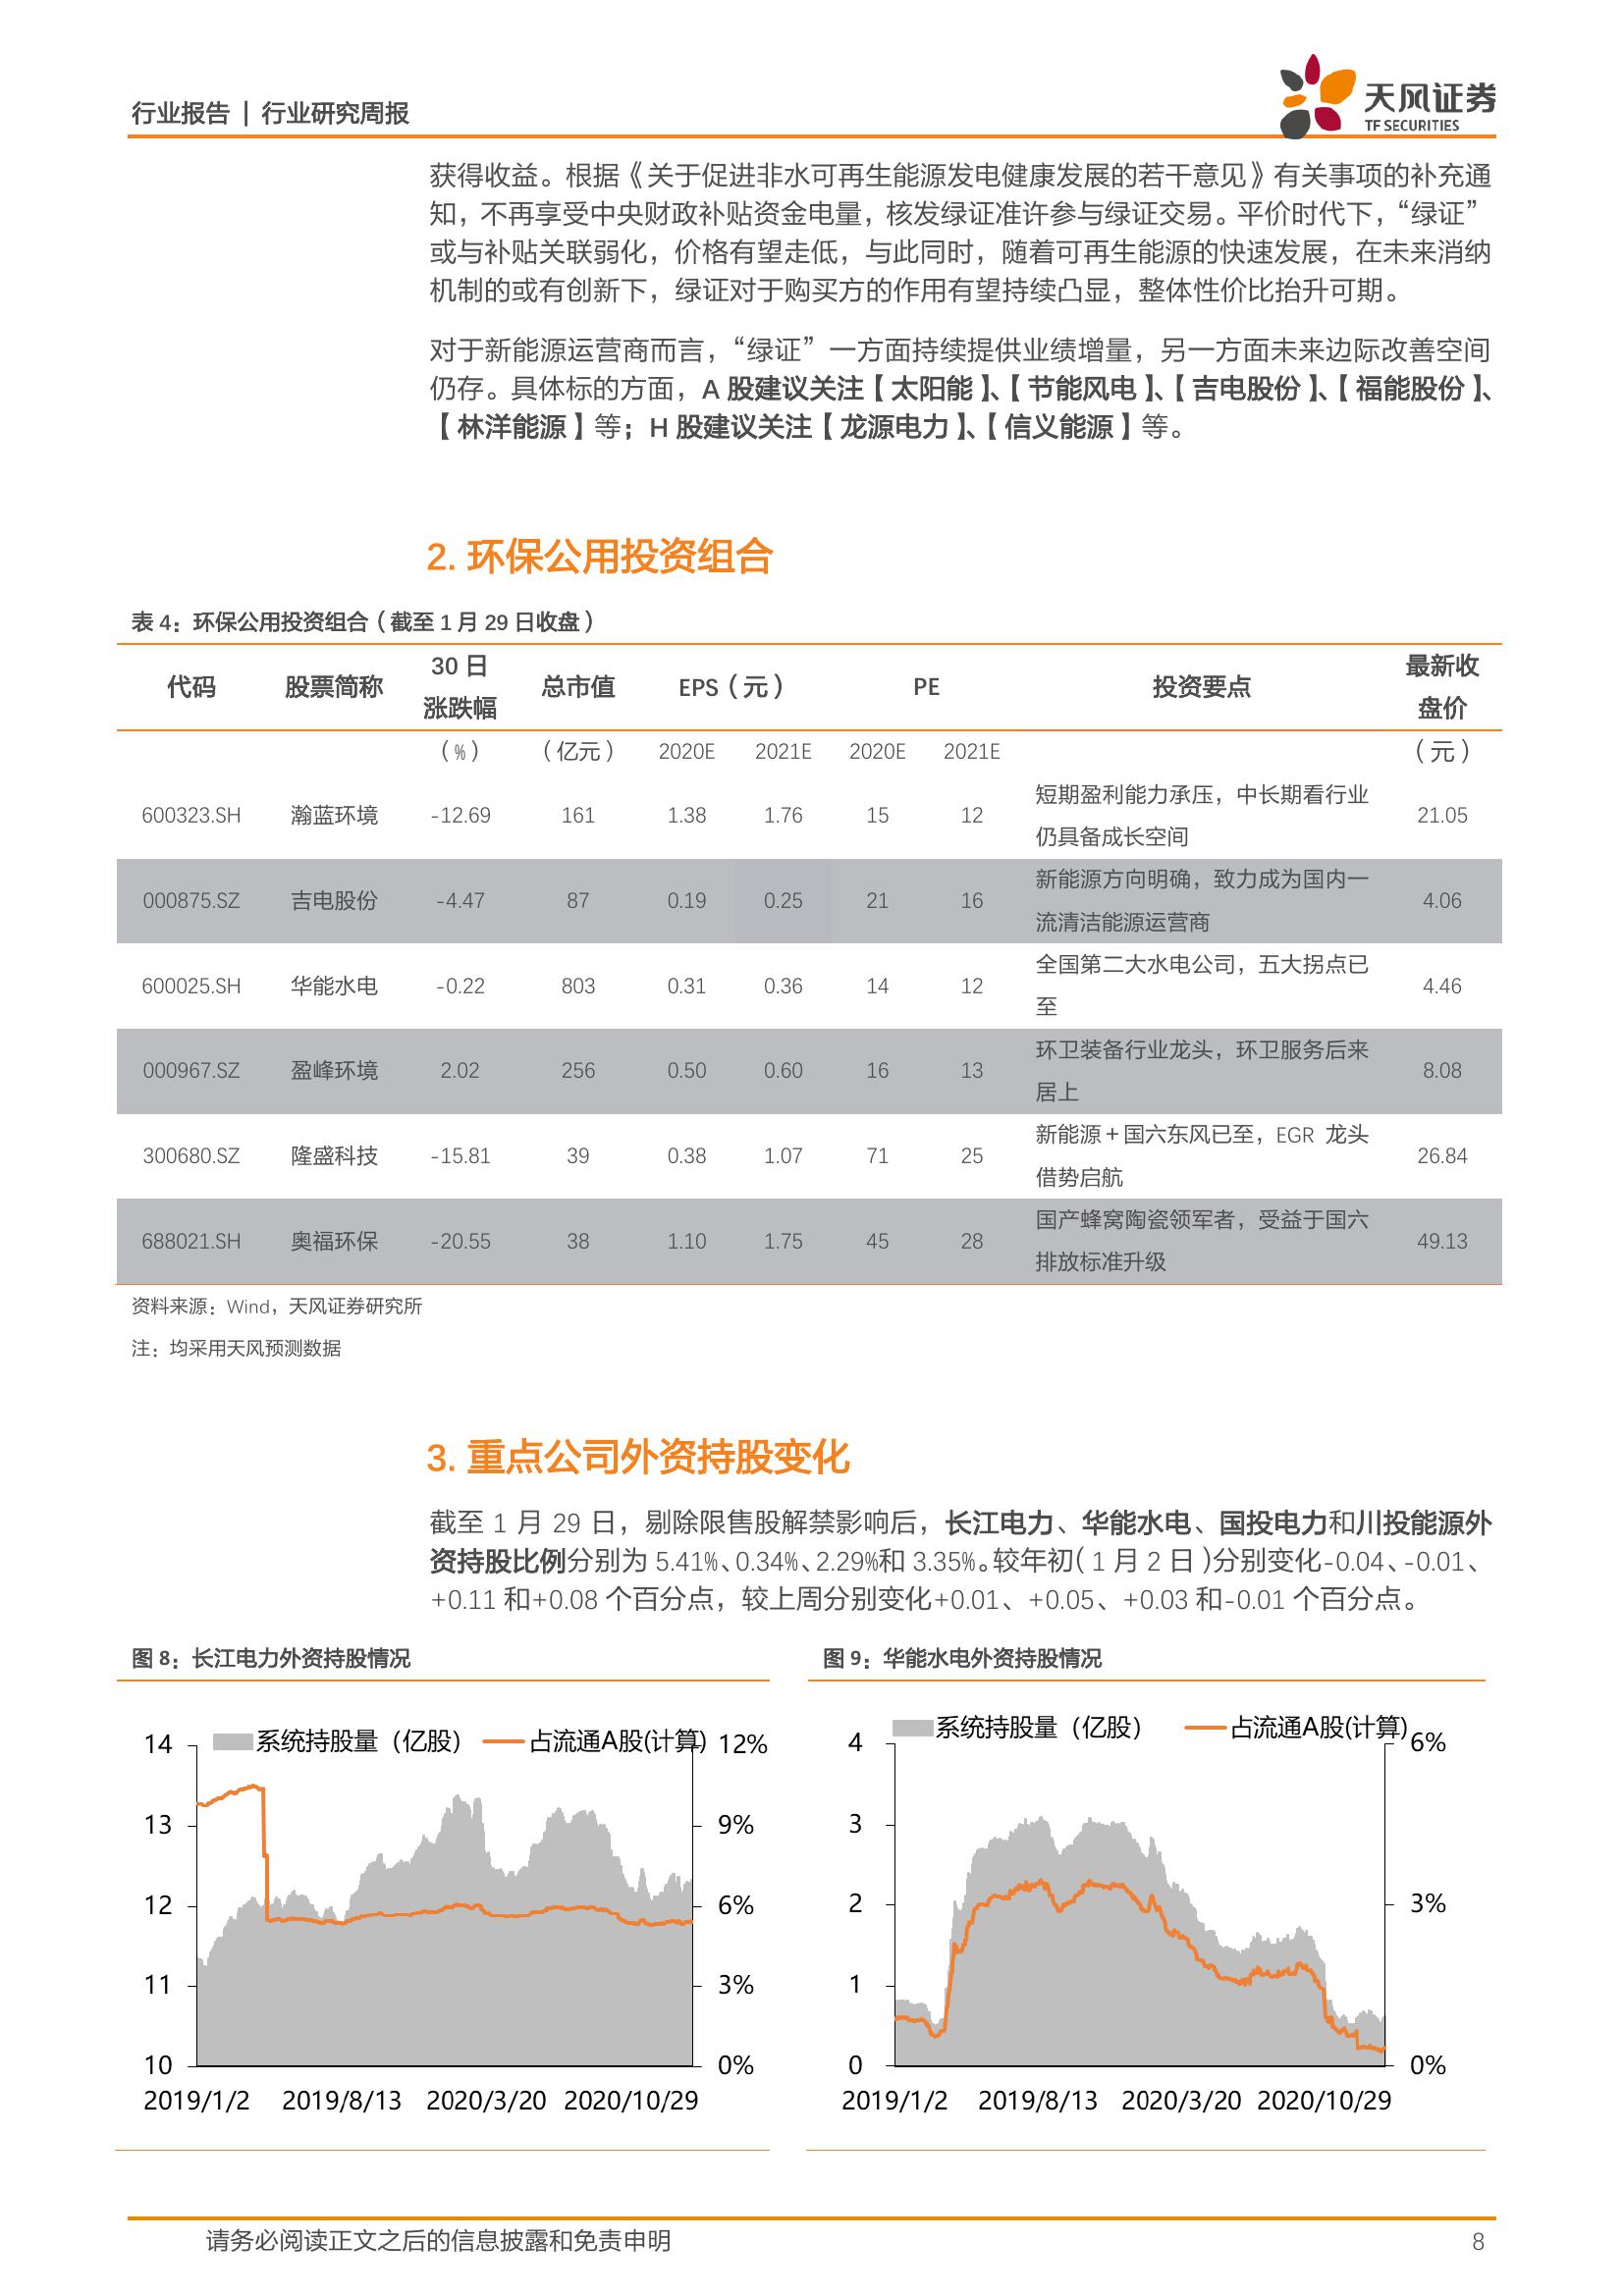 行业报告 | 行业研究周报
天风证券
TF SECURITIES
获得收益。根据《关于促进非水可再生能源发电健康发展的若干意见》有关事项的补充通
知，不再享受中央财政补贴资金电量，核发绿证准许参与绿证交易。平价时代下，“绿证”
或与补贴关联弱化，价格有望走低，与此同时，随着可再生能源的快速发展，在未来消纳
机制的或有创新下，绿证对于购买方的作用有望持续凸显，整体性价比抬升可期。
对于新能源运营商而言，“绿证”一方面持续提供业绩增量，另一方面未来边际改善空间
仍存。具体标的方面，A 股建议关注【太阳能】、【节能风电】、【吉电股份】、【福能股份】、
【林洋能源】等；H 股建议关注【龙源电力】、【信义能源】等。
2. 环保公用投资组合
表 4：环保公用投资组合（截至 1 月 29 日收盘）
代码 股票简称 30 日涨跌幅 总市值 EPS（元） PE 投资要点 最新收盘价
（%） （亿元） 2020E 2021E 2020E 2021E （元）
600323.SH 瀚蓝环境 -12.69 161 1.38 1.76 15 12 短期盈利能力承压，中长期看行业仍具备成长空间 21.05
000875.SZ 吉电股份 -4.47 87 0.19 0.25 21 16 新能源方向明确，致力成为国内一流清洁能源运营商 4.06
600025.SH 华能水电 -0.22 803 0.31 0.36 14 12 全国第二大水电公司，五大拐点已至 4.46
000967.SZ 盈峰环境 2.02 256 0.50 0.60 16 13 环卫装备行业龙头，环卫服务后来居上 8.08
300680.SZ 隆盛科技 -15.81 39 0.38 1.07 71 25 新能源＋国六东风已至，EGR 龙头借势启航 26.84
688021.SH 奥福环保 -20.55 38 1.10 1.75 45 28 国产蜂窝陶瓷领军者，受益于国六排放标准升级 49.13
资料来源：Wind，天风证券研究所
注：均采用天风预测数据
3. 重点公司外资持股变化
截至 1 月 29 日，剔除限售股解禁影响后，长江电力、华能水电、国投电力和川投能源外
资持股比例分别为 5.41%、0.34%、2.29%和 3.35%。较年初（1 月 2 日）分别变化-0.04、-0.01、
+0.11 和+0.08 个百分点，较上周分别变化+0.01、+0.05、+0.03 和-0.01 个百分点。
图 8：长江电力外资持股情况
系统持股量（亿股） 占流通A股(计算)
14 12%
13 9%
12 6%
11 3%
10 0%
2019/1/2 2019/8/13 2020/3/20 2020/10/29
图 9：华能水电外资持股情况
系统持股量（亿股） 占流通A股(计算)
4 6%
3
2 3%
1
0 0%
2019/1/2 2019/8/13 2020/3/20 2020/10/29
请务必阅读正文之后的信息披露和免责申明 8